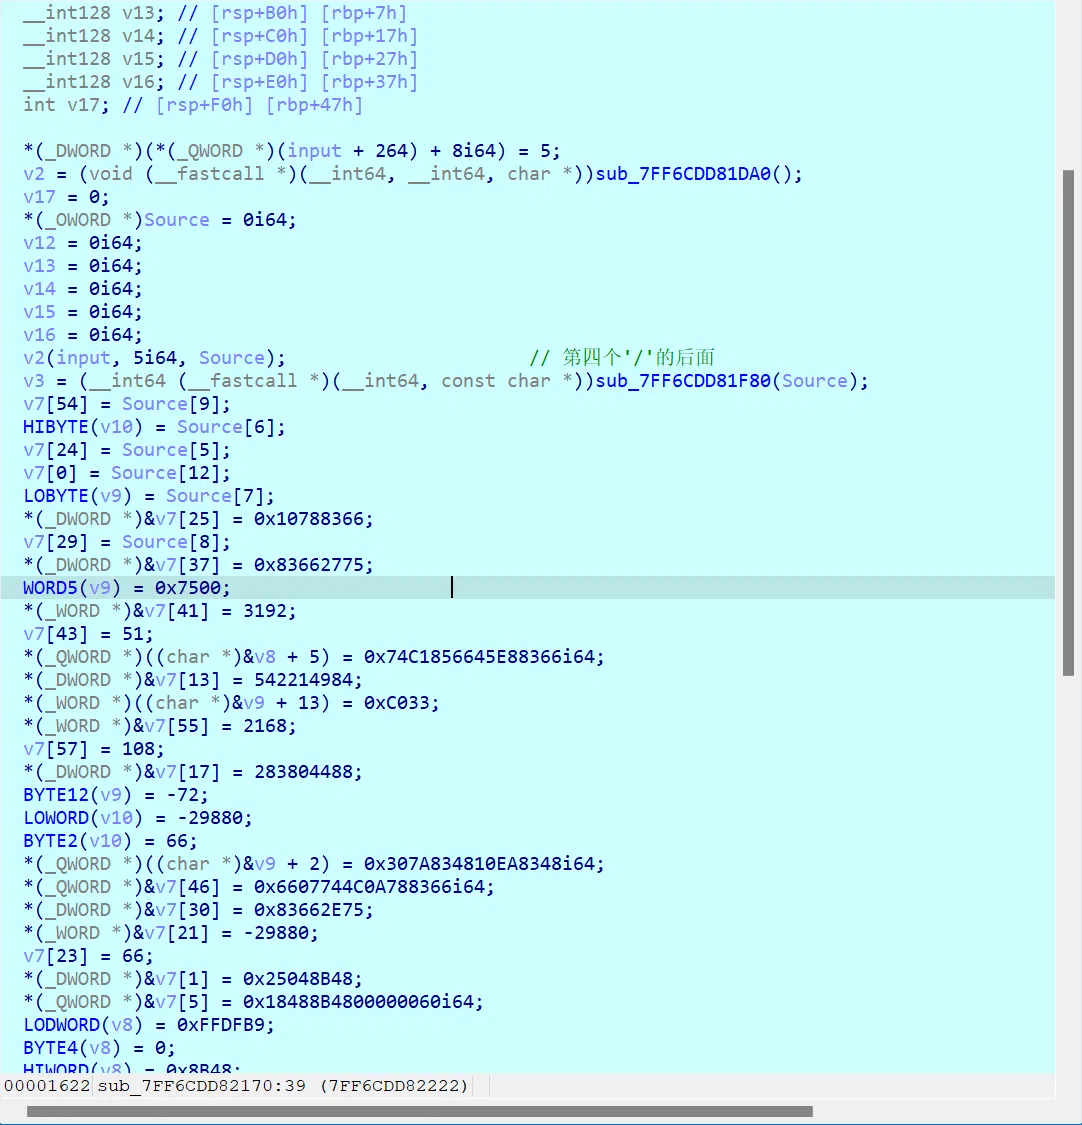 __int128 v13; // [rsp+B0h] [rbp+7h]
__int128 v14; // [rsp+C0h] [rbp+17h]
__int128 v15; // [rsp+D0h] [rbp+27h]
__int128 v16; // [rsp+E0h] [rbp+37h]
int v17; // [rsp+F0h] [rbp+47h]
*(_DWORD *)(*(_QWORD *)(input + 264) + 8i64) = 5;
v2 = (void (__fastcall *)(__int64, __int64, char *))sub_7FF6CDD81DA0();
v17 = 0;
*(_OWORD *)Source = 0i64;
v12 = 0i64;
v13 = 0i64;
v14 = 0i64;
v15 = 0i64;
v16 = 0i64;
v2(input, 5i64, Source); // 第四个'/'的后面
v3 = (__int64 (__fastcall *)(__int64, const char *))sub_7FF6CDD81F80(Source);
v7[54] = Source[9];
HIBYTE(v10) = Source[6];
v7[24] = Source[5];
v7[0] = Source[12];
LOBYTE(v9) = Source[7];
*(_DWORD *)&v7[25] = 0x10788366;
v7[29] = Source[8];
*(_DWORD *)&v7[37] = 0x83662775;
WORD5(v9) = 0x7500;
*(_WORD *)&v7[41] = 3192;
v7[43] = 51;
*(_QWORD *)((char *)&v8 + 5) = 0x74C1856645E88366i64;
*(_DWORD *)&v7[13] = 542214984;
*(_WORD *)((char *)&v9 + 13) = 0xC033;
*(_WORD *)&v7[55] = 2168;
v7[57] = 108;
*(_DWORD *)&v7[17] = 283804488;
BYTE12(v9) = -72;
LOWORD(v10) = -29880;
BYTE2(v10) = 66;
*(_QWORD *)((char *)&v9 + 2) = 0x307A834810EA8348i64;
*(_QWORD *)&v7[46] = 0x6607744C0A788366i64;
*(_DWORD *)&v7[30] = 0x83662E75;
*(_WORD *)&v7[21] = -29880;
v7[23] = 66;
*(_DWORD *)&v7[1] = 0x25048B48;
*(_QWORD *)&v7[5] = 0x18488B4800000060i64;
LODWORD(v8) = 0xFFDFB9;
BYTE4(v8) = 0;
HIWORD(v8) = 0x8B48;
00001622 sub_7FF6CDD82170:39 (7FF6CDD82222)